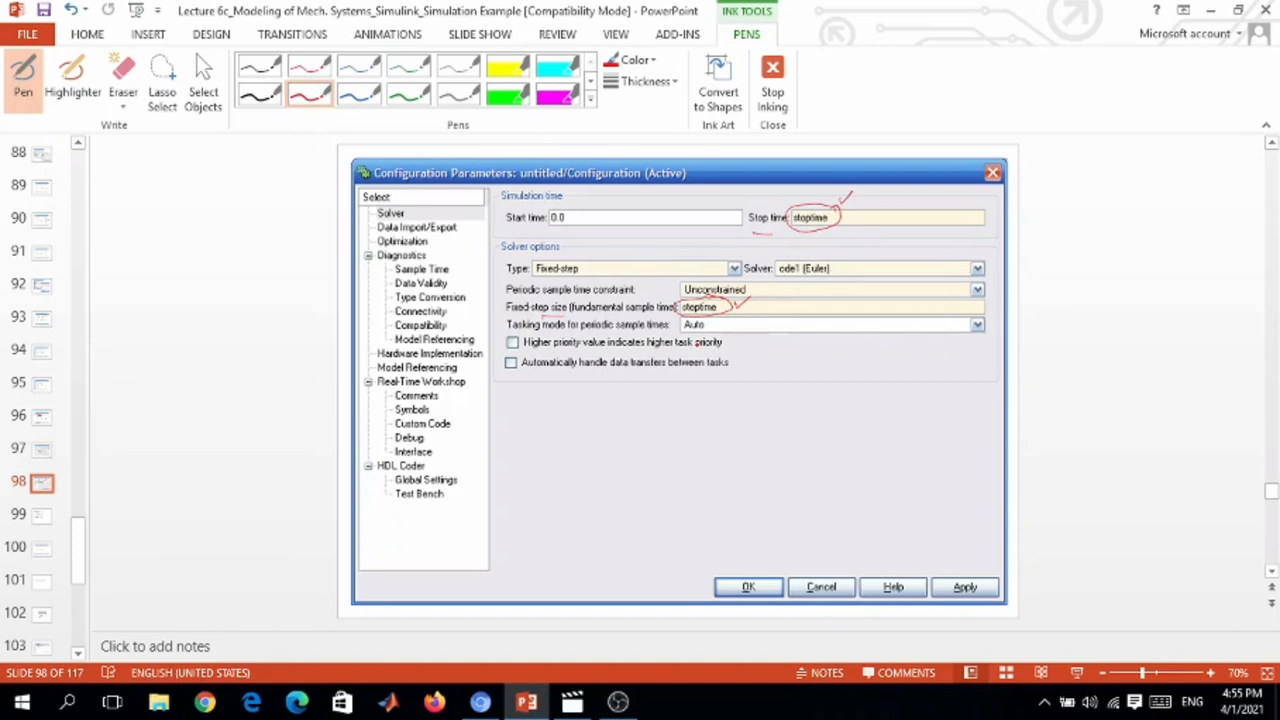 Lecture 6c_Modeling of Mech. Systems_Simulink_Simulation Example [Compatibility Mode] - PowerPoint
INK TOOLS
FILE HOME INSERT DESIGN TRANSITIONS ANIMATIONS SLIDE SHOW REVIEW VIEW ADD-INS PENS
Microsoft account
Pen
Highlighter
Eraser
Lasso Select
Select Objects
Color
Thickness
Convert to Shapes
Stop Inking
Write
Pens
Ink Art
Close
88
89
90
91
92
93
94
95
96
97
98
99
100
101
102
103
Configuration Parameters: untitled/Configuration (Active)
Select
Solver
Data Import/Export
Optimization
Diagnostics
Sample Time
Data Validity
Type Conversion
Connectivity
Compatibility
Model Referencing
Hardware Implementation
Model Referencing
Real-Time Workshop
Comments
Symbols
Custom Code
Debug
Interface
HDL Coder
Global Settings
Test Bench
Simulation time
Start time: 0.0 Stop time: stoptime
Solver options
Type: Fixed-step Solver: ode1 (Euler)
Periodic sample time constraint: Unconstrained
Fixed-step size (fundamental sample time): steptime
Tasking mode for periodic sample times: Auto
Higher priority value indicates higher task priority
Automatically handle data transfers between tasks
OK Cancel Help Apply
Click to add notes
SLIDE 98 OF 117 ENGLISH (UNITED STATES) NOTES COMMENTS 70%
ENG
4:55 PM
4/1/2021